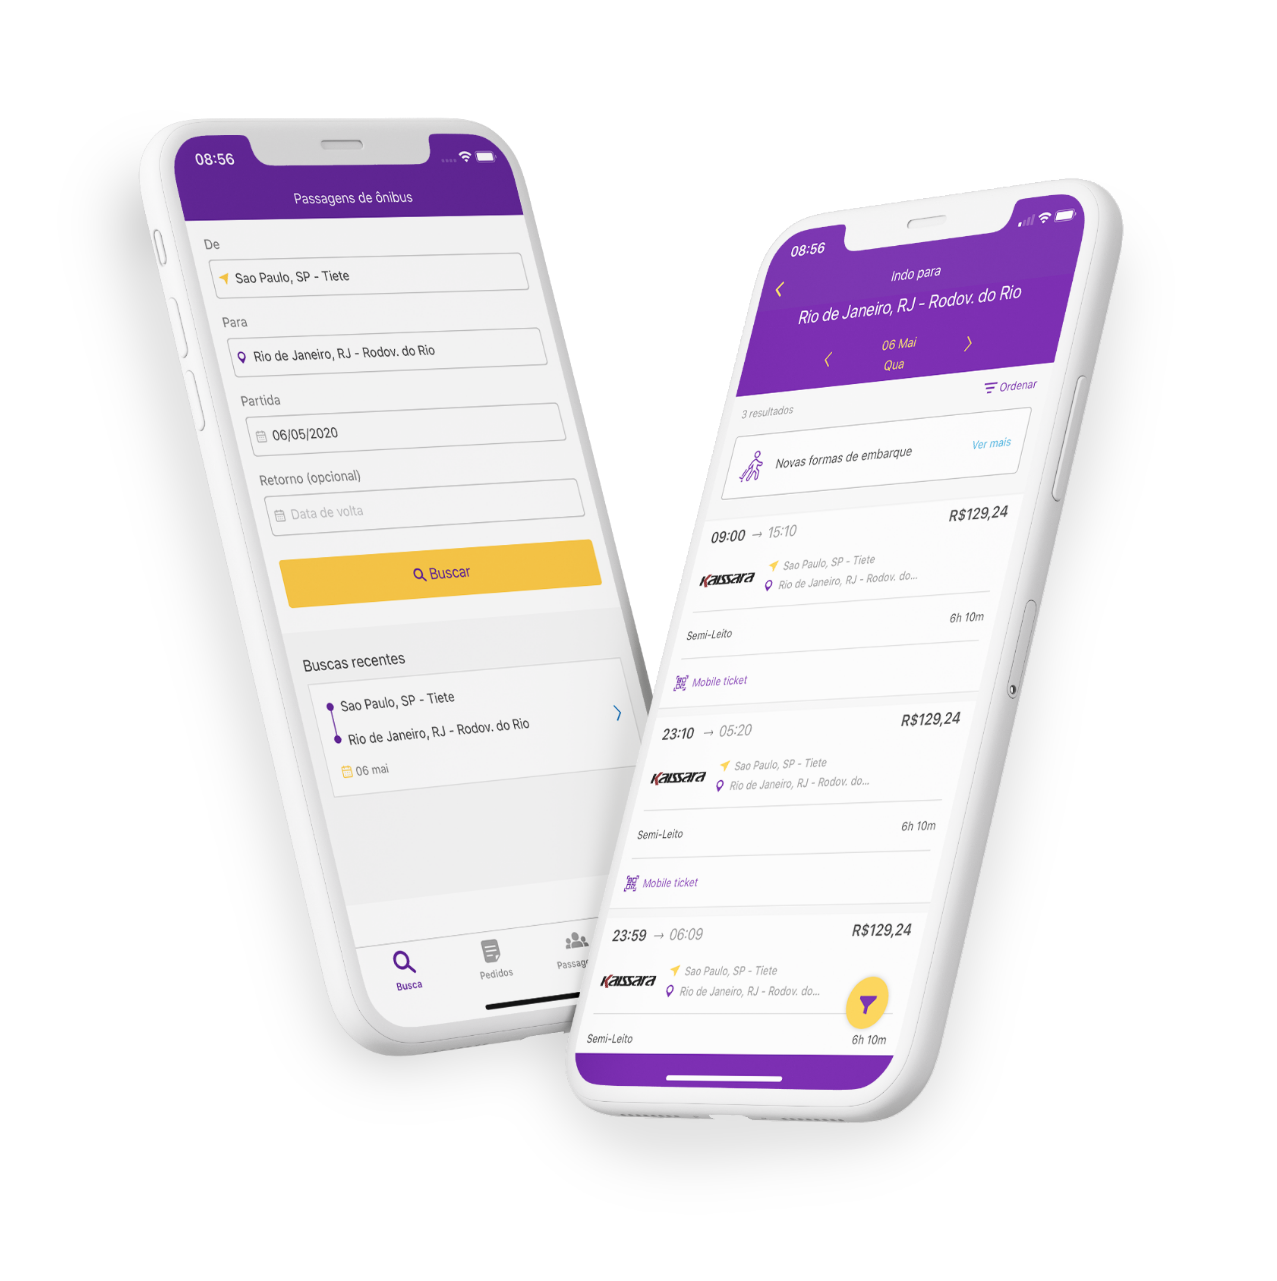 08:56
Passagens de ônibus
De
Sao Paulo, SP - Tiete
Para
Rio de Janeiro, RJ - Rodov. do Rio
Partida
06/05/2020
Retorno (opcional)
Data de volta
Buscar
Buscas recentes
Sao Paulo, SP - Tiete
Rio de Janeiro, RJ - Rodov. do Rio
06 mai
Busca
Pedidos
08:56
Indo para
Rio de Janeiro, RJ - Rodov. do Rio
06 Mai
Qua
Ordenar
3 resultados
Novas formas de embarque
Ver mais
09:00 → 15:10
R$129,24
Kaissara
Sao Paulo, SP - Tiete
Rio de Janeiro, RJ - Rodov. do...
Semi-Leito
6h 10m
Mobile ticket
23:10 → 05:20
R$129,24
Kaissara
Sao Paulo, SP - Tiete
Rio de Janeiro, RJ - Rodov. do...
Semi-Leito
6h 10m
Mobile ticket
23:59 → 06:09
R$129,24
Kaissara
Sao Paulo, SP - Tiete
Rio de Janeiro, RJ - Rodov. do...
Semi-Leito
6h 10m